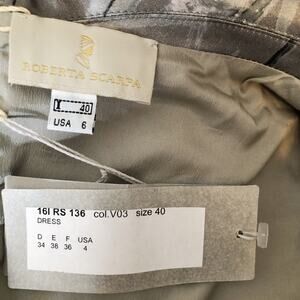 ROBERTA SCARPA
I 40
USA 6
16I RS 136 col.V03 size 40
DRESS
D E F USA
34 38 36 4